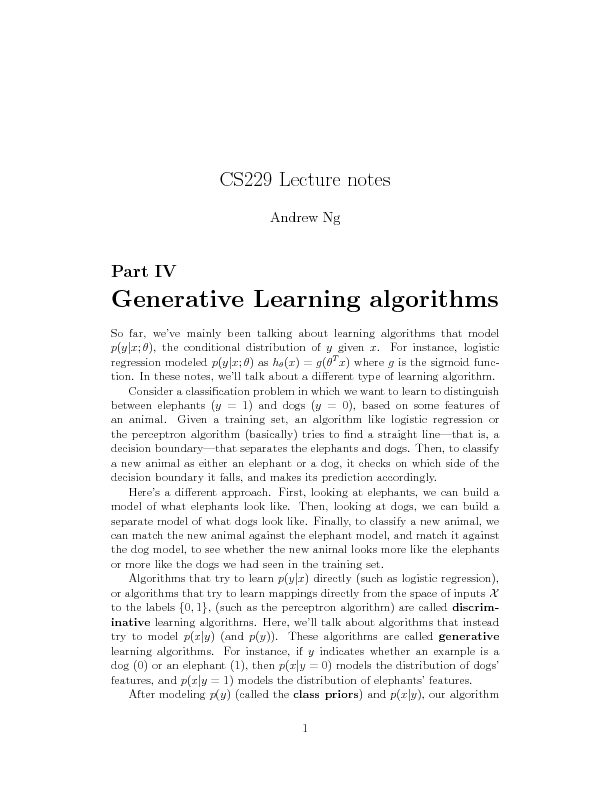 CS229 Lecture notes
Andrew Ng
Part IV
Generative Learning algorithms
So far, we've mainly been talking about learning algorithms that model
p(y|x; θ), the conditional distribution of y given x. For instance, logistic
regression modeled p(y|x; θ) as hθ(x) = g(θᵀx) where g is the sigmoid func-
tion. In these notes, we'll talk about a different type of learning algorithm.
Consider a classification problem in which we want to learn to distinguish
between elephants (y = 1) and dogs (y = 0), based on some features of
an animal. Given a training set, an algorithm like logistic regression or
the perceptron algorithm (basically) tries to find a straight line—that is, a
decision boundary—that separates the elephants and dogs. Then, to classify
a new animal as either an elephant or a dog, it checks on which side of the
decision boundary it falls, and makes its prediction accordingly.
Here's a different approach. First, looking at elephants, we can build a
model of what elephants look like. Then, looking at dogs, we can build a
separate model of what dogs look like. Finally, to classify a new animal, we
can match the new animal against the elephant model, and match it against
the dog model, to see whether the new animal looks more like the elephants
or more like the dogs we had seen in the training set.
Algorithms that try to learn p(y|x) directly (such as logistic regression),
or algorithms that try to learn mappings directly from the space of inputs 𝒳
to the labels {0, 1}, (such as the perceptron algorithm) are called discrim-
inative learning algorithms. Here, we'll talk about algorithms that instead
try to model p(x|y) (and p(y)). These algorithms are called generative
learning algorithms. For instance, if y indicates whether an example is a
dog (0) or an elephant (1), then p(x|y = 0) models the distribution of dogs'
features, and p(x|y = 1) models the distribution of elephants' features.
After modeling p(y) (called the class priors) and p(x|y), our algorithm
1